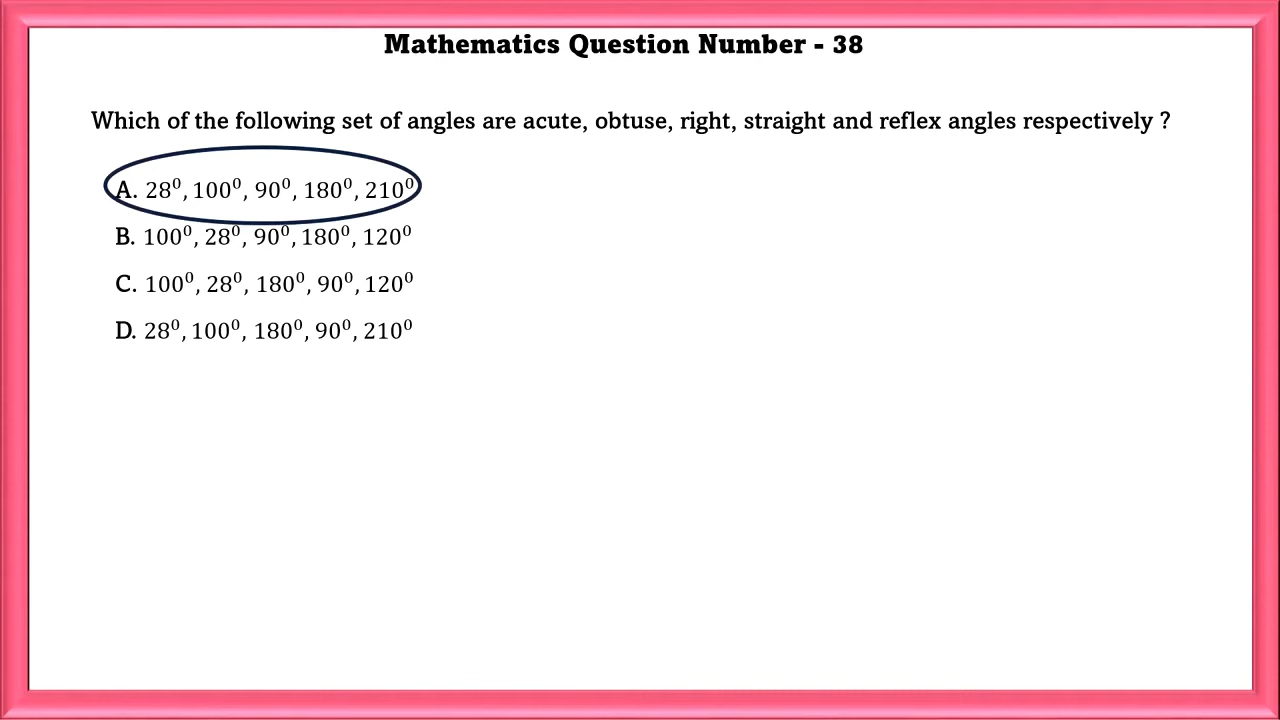 Mathematics Question Number - 38
Which of the following set of angles are acute, obtuse, right, straight and reflex angles respectively ?
A. 28⁰, 100⁰, 90⁰, 180⁰, 210⁰
B. 100⁰, 28⁰, 90⁰, 180⁰, 120⁰
C. 100⁰, 28⁰, 180⁰, 90⁰, 120⁰
D. 28⁰, 100⁰, 180⁰, 90⁰, 210⁰